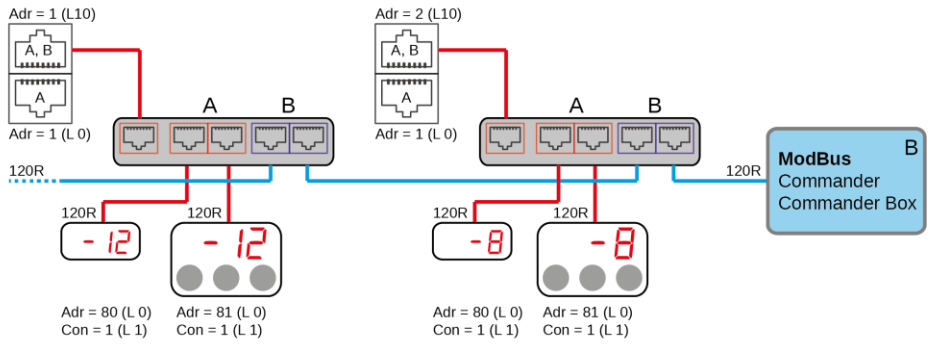 Adr = 1 (L10)
A, B
A
Adr = 1 (L 0)
A
B
120R
120R
-12
120R
-12
Adr = 80 (L 0)
Con = 1 (L 1)
Adr = 81 (L 0)
Con = 1 (L 1)
Adr = 2 (L10)
A, B
A
Adr = 1 (L 0)
A
B
120R
-8
120R
-8
Adr = 80 (L 0)
Con = 1 (L 1)
Adr = 81 (L 0)
Con = 1 (L 1)
120R
B
ModBus
Commander
Commander Box